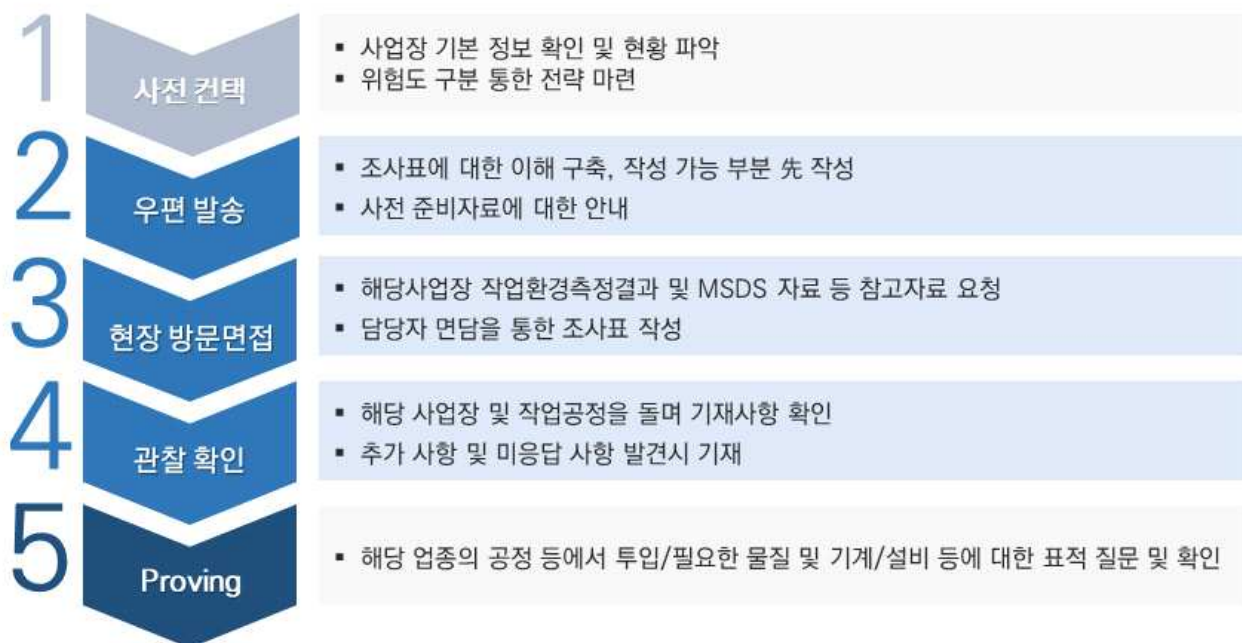 1
사전 컨택
▪ 사업장 기본 정보 확인 및 현황 파악
▪ 위험도 구분 통한 전략 마련
2
우편 발송
▪ 조사표에 대한 이해 구축, 작성 가능 부분 先 작성
▪ 사전 준비자료에 대한 안내
3
현장 방문면접
▪ 해당사업장 작업환경측정결과 및 MSDS 자료 등 참고자료 요청
▪ 담당자 면담을 통한 조사표 작성
4
관찰 확인
▪ 해당 사업장 및 작업공정을 돌며 기재사항 확인
▪ 추가 사항 및 미응답 사항 발견시 기재
5
Proving
▪ 해당 업종의 공정 등에서 투입/필요한 물질 및 기계/설비 등에 대한 표적 질문 및 확인